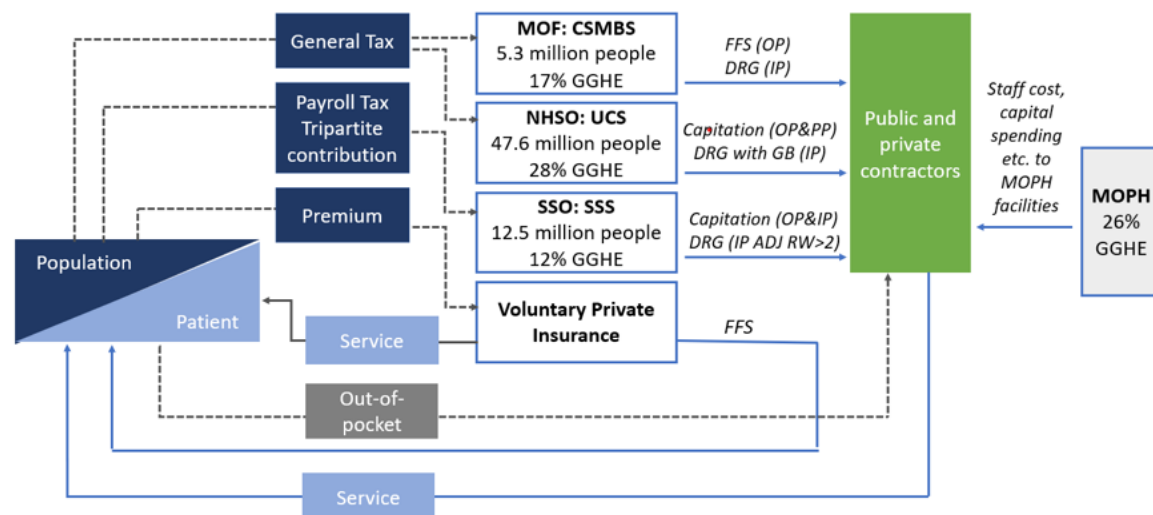 General Tax
Payroll Tax
Tripartite
contribution
Premium
Population
Patient
Service
Out-of-
pocket
Service
MOF: CSMBS
5.3 million people
17% GGHE
NHSO: UCS
47.6 million people
28% GGHE
SSO: SSS
12.5 million people
12% GGHE
Voluntary Private
Insurance
FFS (OP)
DRG (IP)
Capitation (OP&PP)
DRG with GB (IP)
Capitation (OP&IP)
DRG (IP ADJ RW>2)
FFS
Public and
private
contractors
Staff cost,
capital
spending
etc. to
MOPH
facilities
MOPH
26%
GGHE